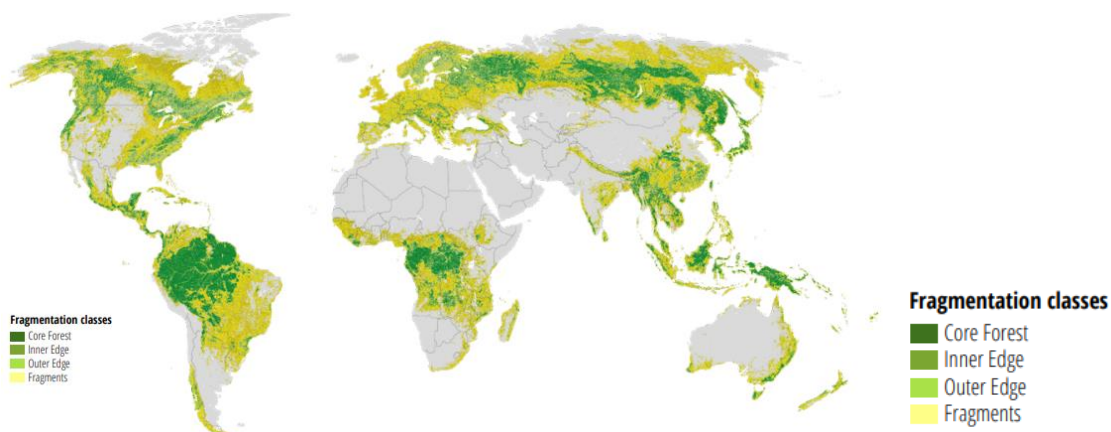 Fragmentation classes
Core Forest
Inner Edge
Outer Edge
Fragments
Fragmentation classes
Core Forest
Inner Edge
Outer Edge
Fragments